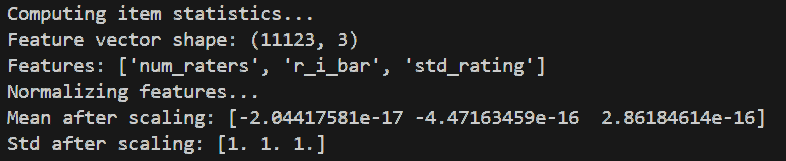 Computing item statistics...
Feature vector shape: (11123, 3)
Features: ['num_raters', 'r_i_bar', 'std_rating']
Normalizing features...
Mean after scaling: [-2.04417581e-17 -4.47163459e-16  2.86184614e-16]
Std after scaling: [1. 1. 1.]